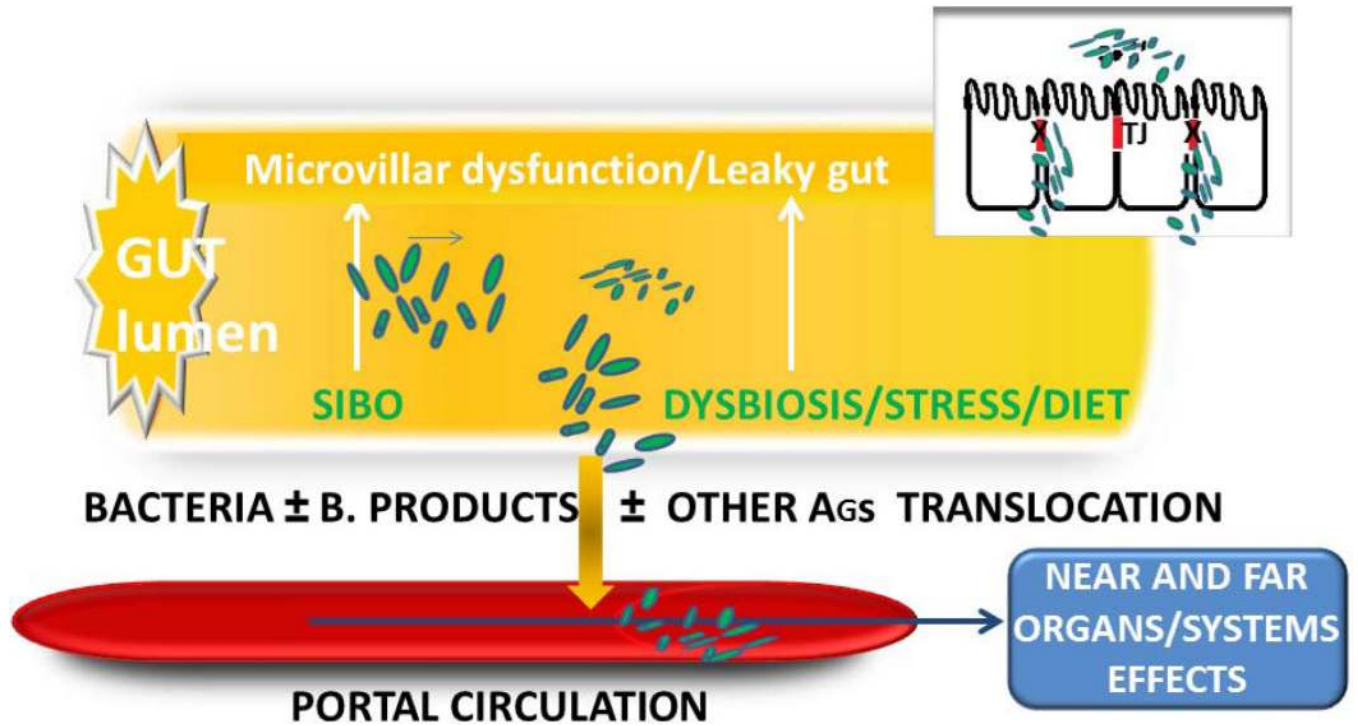 X TJ X
Microvillar dysfunction/Leaky gut
GUT
lumen
SIBO
DYSBIOSIS/STRESS/DIET
BACTERIA ± B. PRODUCTS ± OTHER AGs TRANSLOCATION
NEAR AND FAR
ORGANS/SYSTEMS
EFFECTS
PORTAL CIRCULATION